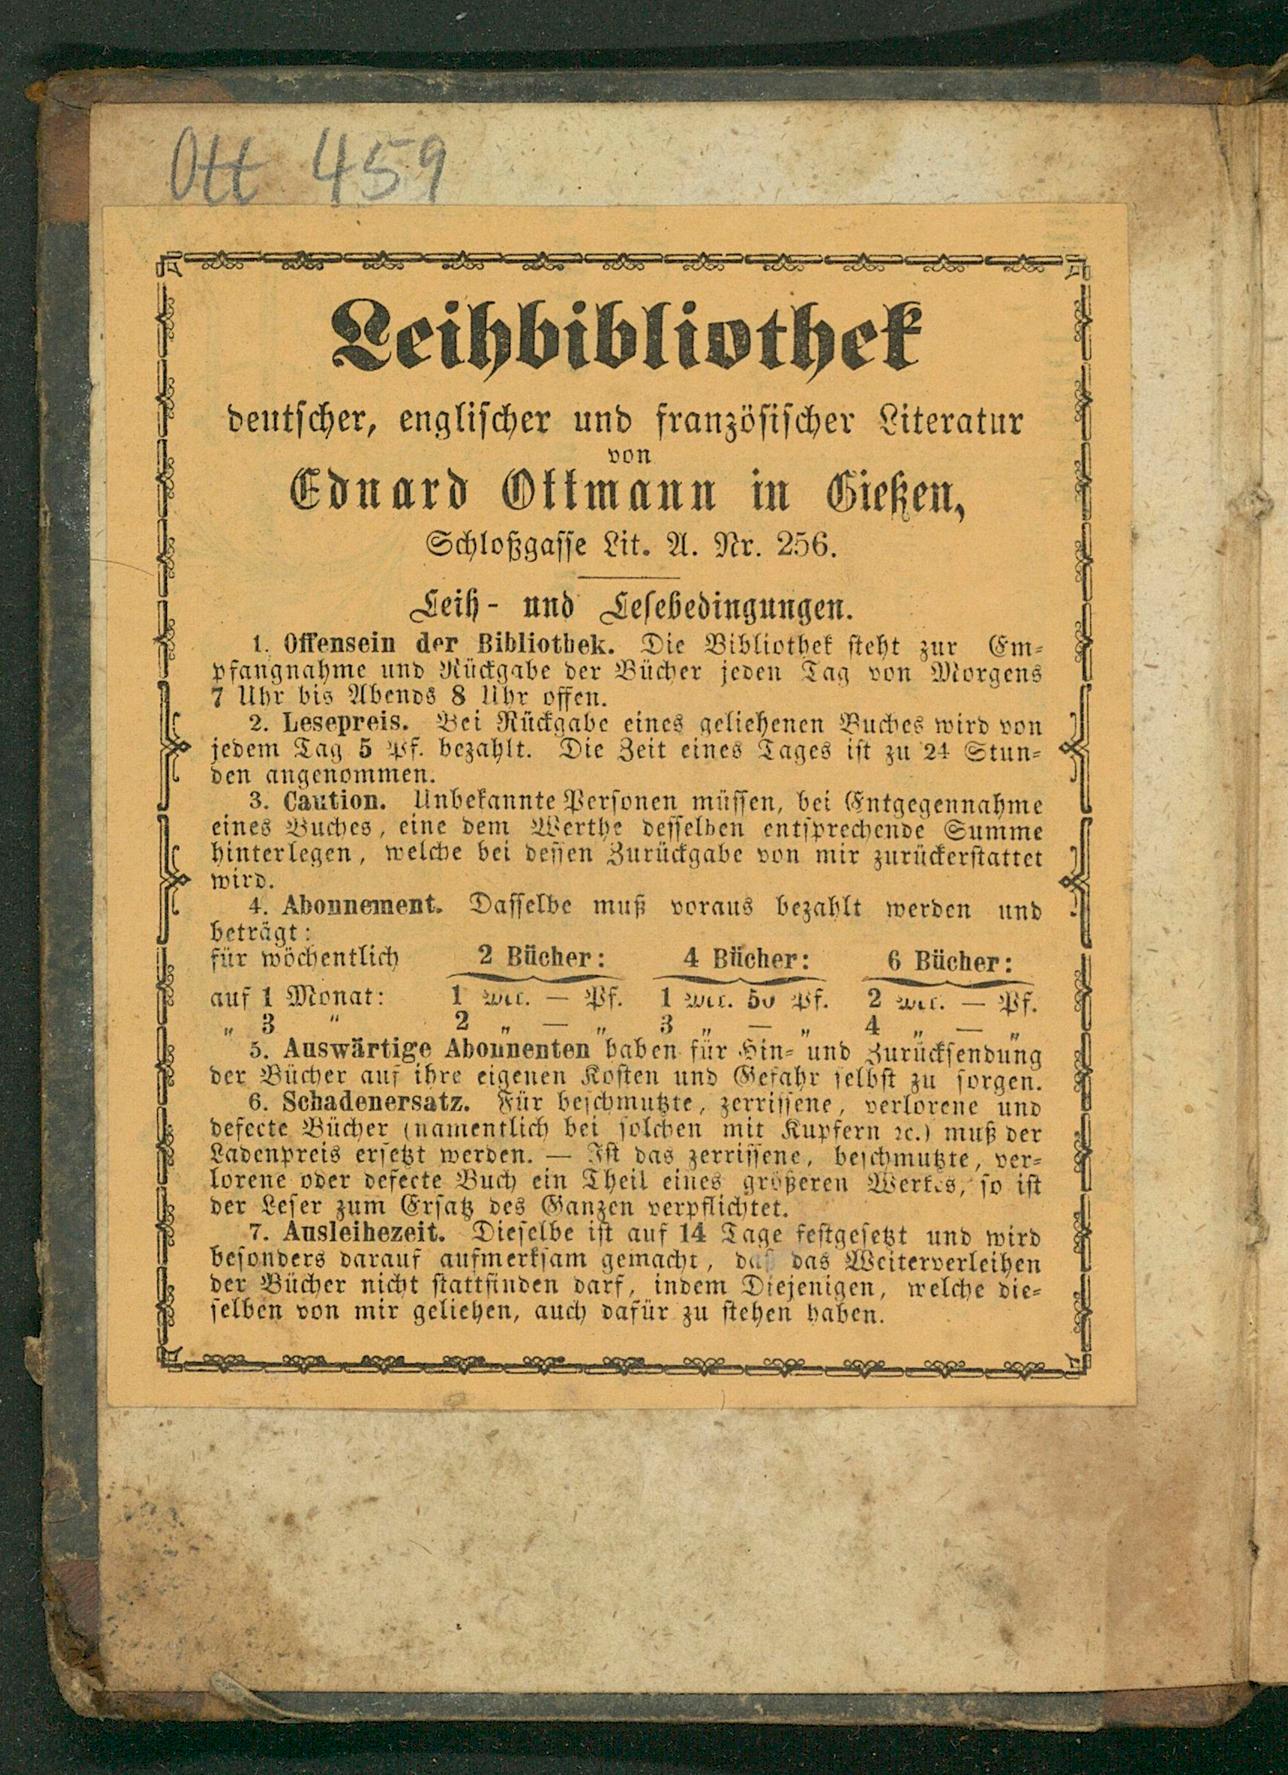 Ott 459
Leihbibliothek
deutscher, englischer und französischer Literatur
von
Eduard Ottmann in Gießen,
Schloßgasse Lit. A. Nr. 256.
Leih- und Lesebedingungen.
1. Offensein der Bibliothek. Die Bibliothek steht zur Em-
pfangnahme und Rückgabe der Bücher jeden Tag von Morgens
7 Uhr bis Abends 8 Uhr offen.
2. Lesepreis. Bei Rückgabe eines geliehenen Buches wird von
jedem Tag 5 Pf. bezahlt. Die Zeit eines Tages ist zu 24 Stun-
den angenommen.
3. Caution. Unbekannte Personen müssen, bei Entgegennahme
eines Buches, eine dem Werthe desselben entsprechende Summe
hinterlegen, welche bei dessen Zurückgabe von mir zurückerstattet
wird.
4. Abonnement. Dasselbe muß voraus bezahlt werden und
beträgt:
für wöchentlich 2 Bücher: 4 Bücher: 6 Bücher:
auf 1 Monat: 1 Mk. — Pf. 1 Mk. 50 Pf. 2 Mk. — Pf.
„ 3 " 2 „ — „ 3 „ — „ 4 „ — „
5. Auswärtige Abonnenten haben für Hin- und Zurücksendung
der Bücher auf ihre eigenen Kosten und Gefahr selbst zu sorgen.
6. Schadenersatz. Für beschmutzte, zerrissene, verlorene und
defecte Bücher (namentlich bei solchen mit Kupfern ꝛc.) muß der
Ladenpreis ersetzt werden. — Ist das zerrissene, beschmutzte, ver-
lorene oder defecte Buch ein Theil eines größeren Werkes, so ist
der Leser zum Ersatz des Ganzen verpflichtet.
7. Ausleihezeit. Dieselbe ist auf 14 Tage festgesetzt und wird
besonders darauf aufmerksam gemacht, daß das Weiterverleihen
der Bücher nicht stattfinden darf, indem Diejenigen, welche die-
selben von mir geliehen, auch dafür zu stehen haben.